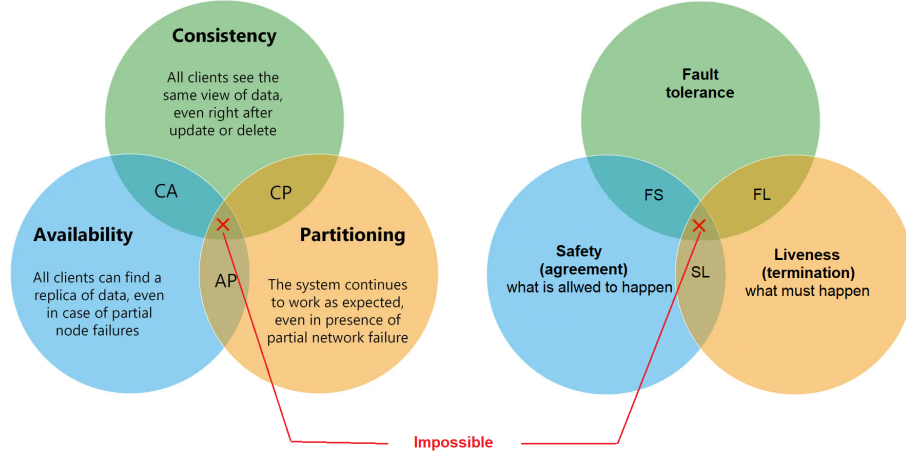 Consistency
All clients see the
same view of data,
even right after
update or delete
CA
CP
Availability
All clients can find a
replica of data, even
in case of partial
node failures
AP
Partitioning
The system continues
to work as expected,
even in presence of
partial network failure
Fault
tolerance
FS
FL
Safety
(agreement)
what is allwed to happen
SL
Liveness
(termination)
what must happen
Impossible